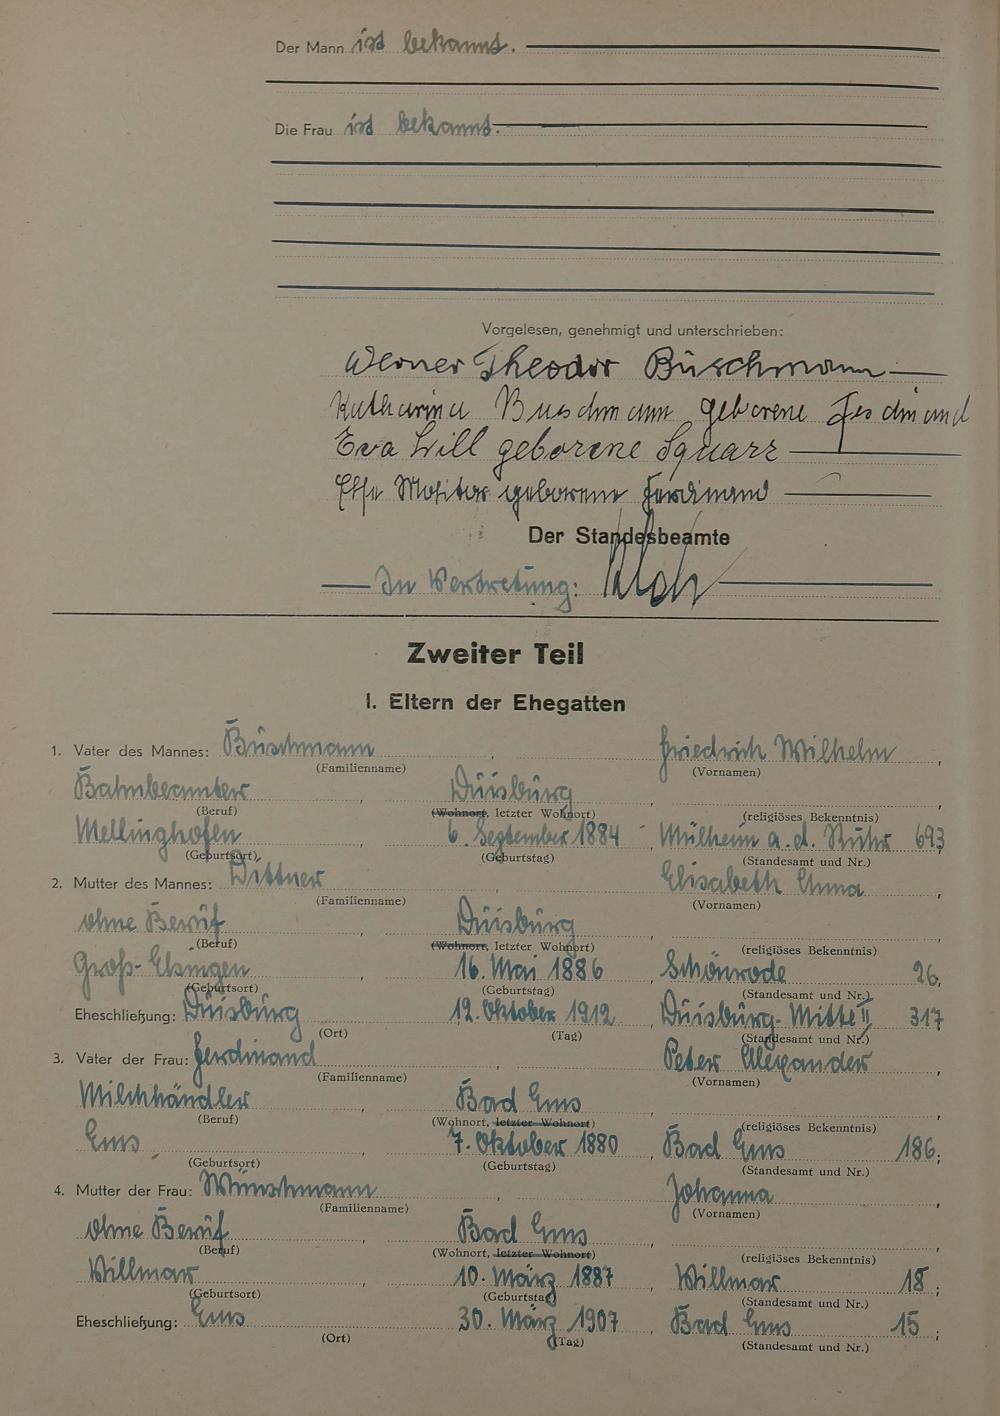 Der Mann ist bekannt.
Die Frau ist bekannt.
Vorgelesen, genehmigt und unterschrieben:
Werner Theodor Buschmann
Katharina Buschmann geborene Ferdinand
Eva Will geborene Squarr
Else Molitor geborene Ferdinand
Der Standesbeamte
In Vertretung:
Zweiter Teil
I. Eltern der Ehegatten
1. Vater des Mannes: Buschmann, Friedrich Wilhelm,
(Familienname) (Vornamen)
Bahnbeamter, Duisburg,
(Beruf) (Wohnort, letzter Wohnort) (religiöses Bekenntnis)
Mellinghofen 6. September 1884 Mülheim a.d. Ruhr 693
(Geburtsort), (Geburtstag) (Standesamt und Nr.)
2. Mutter des Mannes: Dittner Elisabeth Anna
(Familienname) (Vornamen)
ohne Beruf, Duisburg,
(Beruf) (Wohnort, letzter Wohnort) (religiöses Bekenntnis)
Groß- 16. Mai 1886 Schönrode 26,
(Geburtsort) (Geburtstag) (Standesamt und Nr.)
Eheschließung: Duisburg 12. Oktober 1912 Duisburg-Mitte II 317
(Ort) (Tag) (Standesamt und Nr.)
3. Vater der Frau: Ferdinand, Peter Alexander,
(Familienname) (Vornamen)
Milchhändler, Bad Ems,
(Beruf) (Wohnort, letzter Wohnort) (religiöses Bekenntnis)
Ems, 7. Oktober 1880 Bad Ems 186;
(Geburtsort) (Geburtstag) (Standesamt und Nr.)
4. Mutter der Frau: Johanna,
(Familienname) (Vornamen)
ohne Beruf, Bad Ems,
(Beruf) (Wohnort, letzter Wohnort) (religiöses Bekenntnis)
Willmar, 10. März 1887, Willmar 18;
(Geburtsort) (Geburtstag) (Standesamt und Nr.)
Eheschließung: Ems 30. März 1907, Bad Ems 15;
(Ort) (Tag) (Standesamt und Nr.)